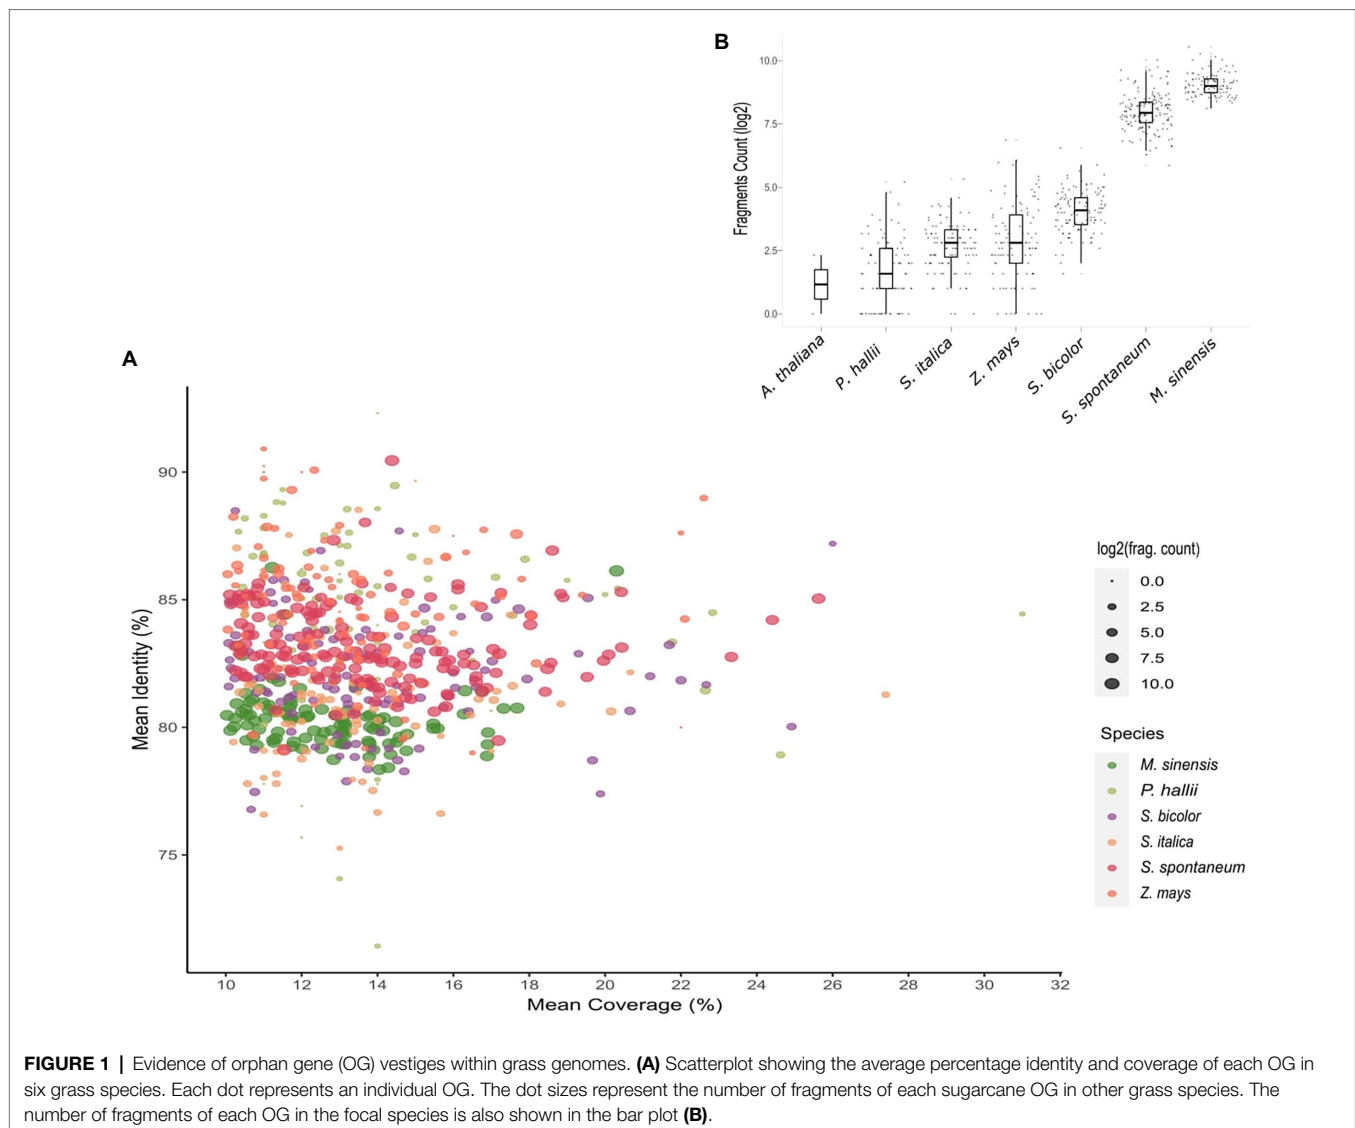 B
10.0
7.5
5.0
2.5
0.0
Fragments Count (log2)
A. thaliana
P. hallii
S. italica
Z. mays
S. bicolor
S. spontaneum
M. sinensis
A
90
85
80
75
Mean Identity (%)
10 12 14 16 18 20 22 24 26 28 30 32
Mean Coverage (%)
log2(frag. count)
0.0
2.5
5.0
7.5
10.0
Species
M. sinensis
P. hallii
S. bicolor
S. italica
S. spontaneum
Z. mays
FIGURE 1 | Evidence of orphan gene (OG) vestiges within grass genomes. (A) Scatterplot showing the average percentage identity and coverage of each OG in
six grass species. Each dot represents an individual OG. The dot sizes represent the number of fragments of each sugarcane OG in other grass species. The
number of fragments of each OG in the focal species is also shown in the bar plot (B).